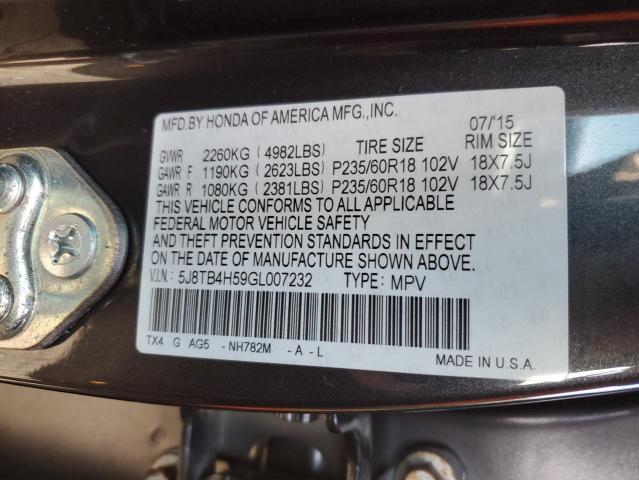 MFD.BY HONDA OF AMERICA MFG.,INC. 07/'15
GVWR 2260KG (4982LBS) TIRE SIZE RIM SIZE
GAWR F 1190KG (2623LBS) P235/60R18 102V 18X7.5J
GAWR R 1080KG (2381LBS) P235/60R18 102V 18X7.5J
THIS VEHICLE CONFORMS TO ALL APPLICABLE
FEDERAL MOTOR VEHICLE SAFETY
AND THEFT PREVENTION STANDARDS IN EFFECT
ON THE DATE OF MANUFACTURE SHOWN ABOVE.
V.I.N.: 5J8TB4H59GL007232 TYPE: MPV
TX4 G AG5 - NH782M - A - L
MADE IN U.S.A.